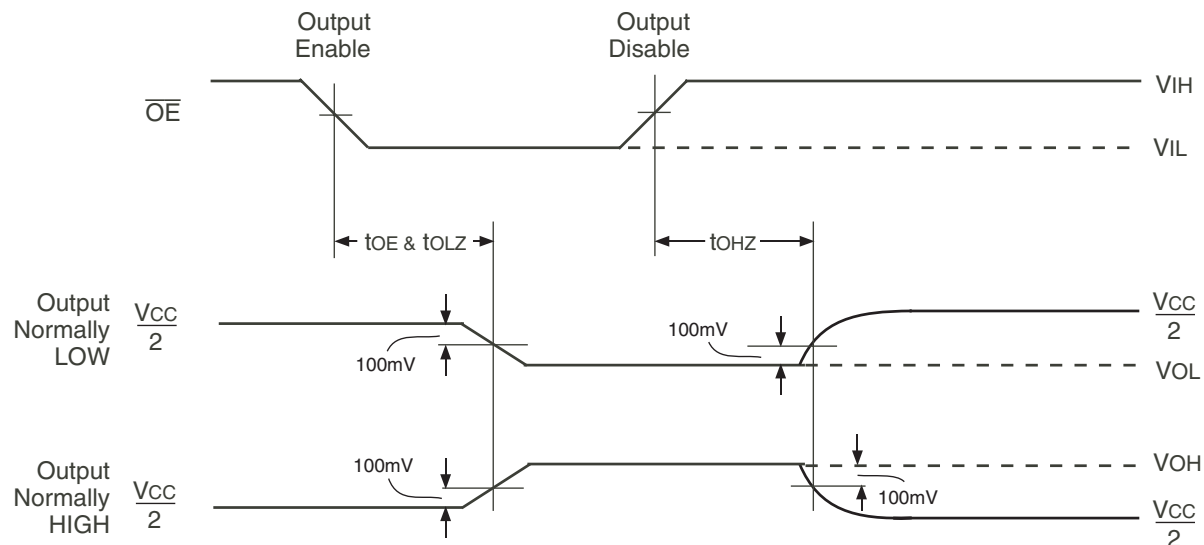 Output
Enable
Output
Disable
OE
VIH
VIL
tOE & tOLZ
tOHZ
Output
Normally
LOW
VCC
2
100mV
100mV
VCC
2
VOL
Output
Normally
HIGH
VCC
2
100mV
100mV
VOH
VCC
2